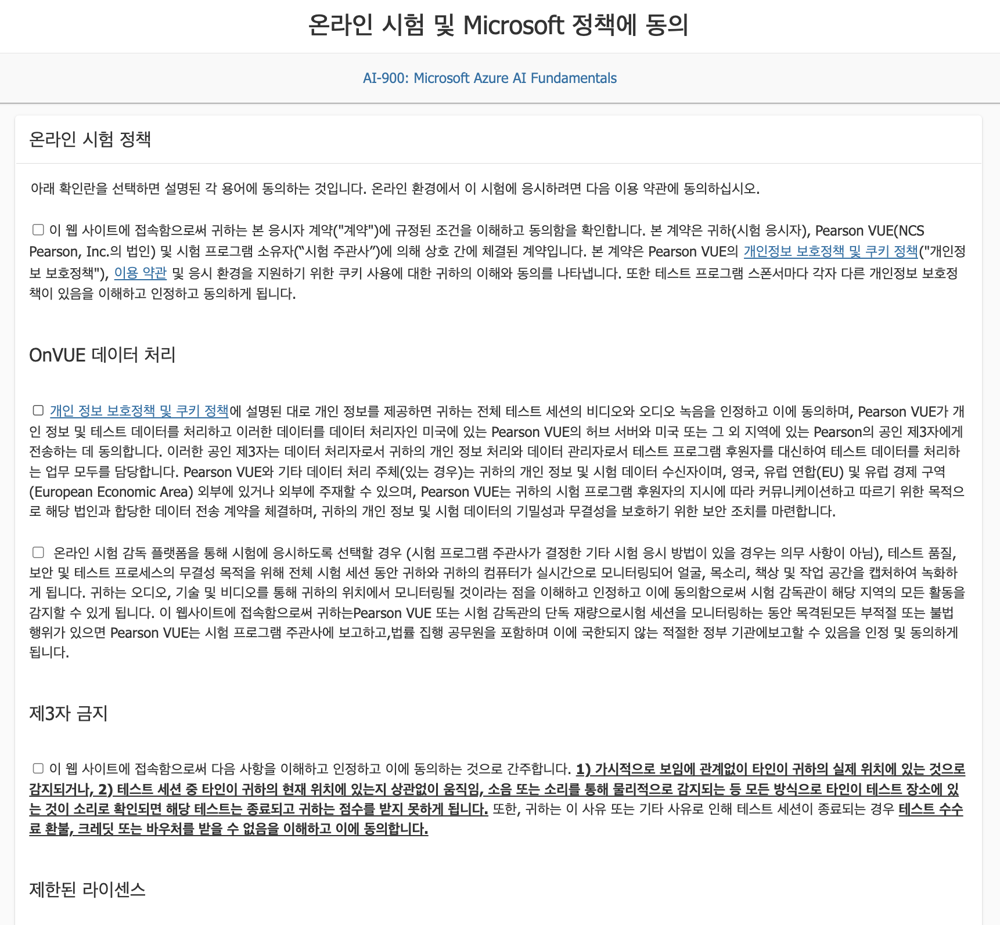 온라인 시험 및 Microsoft 정책에 동의
AI-900: Microsoft Azure AI Fundamentals
온라인 시험 정책
아래 확인란을 선택하면 설명된 각 용어에 동의하는 것입니다. 온라인 환경에서 이 시험에 응시하려면 다음 이용 약관에 동의하십시오.
이 웹 사이트에 접속함으로써 귀하는 본 응시자 계약("계약")에 규정된 조건을 이해하고 동의함을 확인합니다. 본 계약은 귀하(시험 응시자), Pearson VUE(NCS
Pearson, Inc.의 법인) 및 시험 프로그램 소유자(“시험 주관사”)에 의해 상호 간에 체결된 계약입니다. 본 계약은 Pearson VUE의 개인정보 보호정책 및 쿠키 정책("개인정
보 보호정책"), 이용 약관 및 응시 환경을 지원하기 위한 쿠키 사용에 대한 귀하의 이해와 동의를 나타냅니다. 또한 테스트 프로그램 스폰서마다 각자 다른 개인정보 보호정
책이 있음을 이해하고 인정하고 동의하게 됩니다.
OnVUE 데이터 처리
개인 정보 보호정책 및 쿠키 정책에 설명된 대로 개인 정보를 제공하면 귀하는 전체 테스트 세션의 비디오와 오디오 녹음을 인정하고 이에 동의하며, Pearson VUE가 개
인 정보 및 테스트 데이터를 처리하고 이러한 데이터를 데이터 처리자인 미국에 있는 Pearson VUE의 허브 서버와 미국 또는 그 외 지역에 있는 Pearson의 공인 제3자에게
전송하는 데 동의합니다. 이러한 공인 제3자는 데이터 처리자로서 귀하의 개인 정보 처리와 데이터 관리자로서 테스트 프로그램 후원자를 대신하여 테스트 데이터를 처리하
는 업무 모두를 담당합니다. Pearson VUE와 기타 데이터 처리 주체(있는 경우)는 귀하의 개인 정보 및 시험 데이터 수신자이며, 영국, 유럽 연합(EU) 및 유럽 경제 구역
(European Economic Area) 외부에 있거나 외부에 주재할 수 있으며, Pearson VUE는 귀하의 시험 프로그램 후원자의 지시에 따라 커뮤니케이션하고 따르기 위한 목적으
로 해당 법인과 합당한 데이터 전송 계약을 체결하며, 귀하의 개인 정보 및 시험 데이터의 기밀성과 무결성을 보호하기 위한 보안 조치를 마련합니다.
온라인 시험 감독 플랫폼을 통해 시험에 응시하도록 선택할 경우 (시험 프로그램 주관사가 결정한 기타 시험 응시 방법이 있을 경우는 의무 사항이 아님), 테스트 품질,
보안 및 테스트 프로세스의 무결성 목적을 위해 전체 시험 세션 동안 귀하와 귀하의 컴퓨터가 실시간으로 모니터링되어 얼굴, 목소리, 책상 및 작업 공간을 캡처하여 녹화하
게 됩니다. 귀하는 오디오, 기술 및 비디오를 통해 귀하의 위치에서 모니터링될 것이라는 점을 이해하고 인정하고 이에 동의함으로써 시험 감독관이 해당 지역의 모든 활동을
감지할 수 있게 됩니다. 이 웹사이트에 접속함으로써 귀하는Pearson VUE 또는 시험 감독관의 단독 재량으로시험 세션을 모니터링하는 동안 목격된모든 부적절 또는 불법
행위가 있으면 Pearson VUE는 시험 프로그램 주관사에 보고하고,법률 집행 공무원을 포함하며 이에 국한되지 않는 적절한 정부 기관에보고할 수 있음을 인정 및 동의하게
됩니다.
제3자 금지
이 웹 사이트에 접속함으로써 다음 사항을 이해하고 인정하고 이에 동의하는 것으로 간주합니다. 1) 가시적으로 보임에 관계없이 타인이 귀하의 실제 위치에 있는 것으로
감지되거나, 2) 테스트 세션 중 타인이 귀하의 현재 위치에 있는지 상관없이 움직임, 소음 또는 소리를 통해 물리적으로 감지되는 등 모든 방식으로 타인이 테스트 장소에 있
는 것이 소리로 확인되면 해당 테스트는 종료되고 귀하는 점수를 받지 못하게 됩니다. 또한, 귀하는 이 사유 또는 기타 사유로 인해 테스트 세션이 종료되는 경우 테스트 수수
료 환불, 크레딧 또는 바우처를 받을 수 없음을 이해하고 이에 동의합니다.
제한된 라이센스